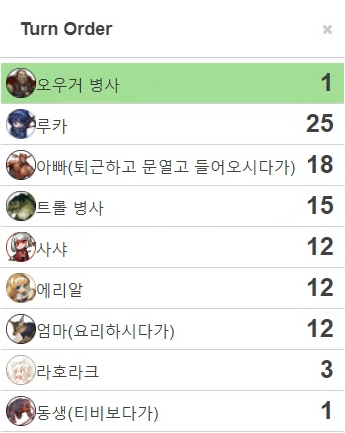 Turn Order ×
오우거 병사 1
루카 25
아빠(퇴근하고 문열고 들어오시다가) 18
트롤 병사 15
사샤 12
에리알 12
엄마(요리하시다가) 12
라호라크 3
동생(티비보다가) 1